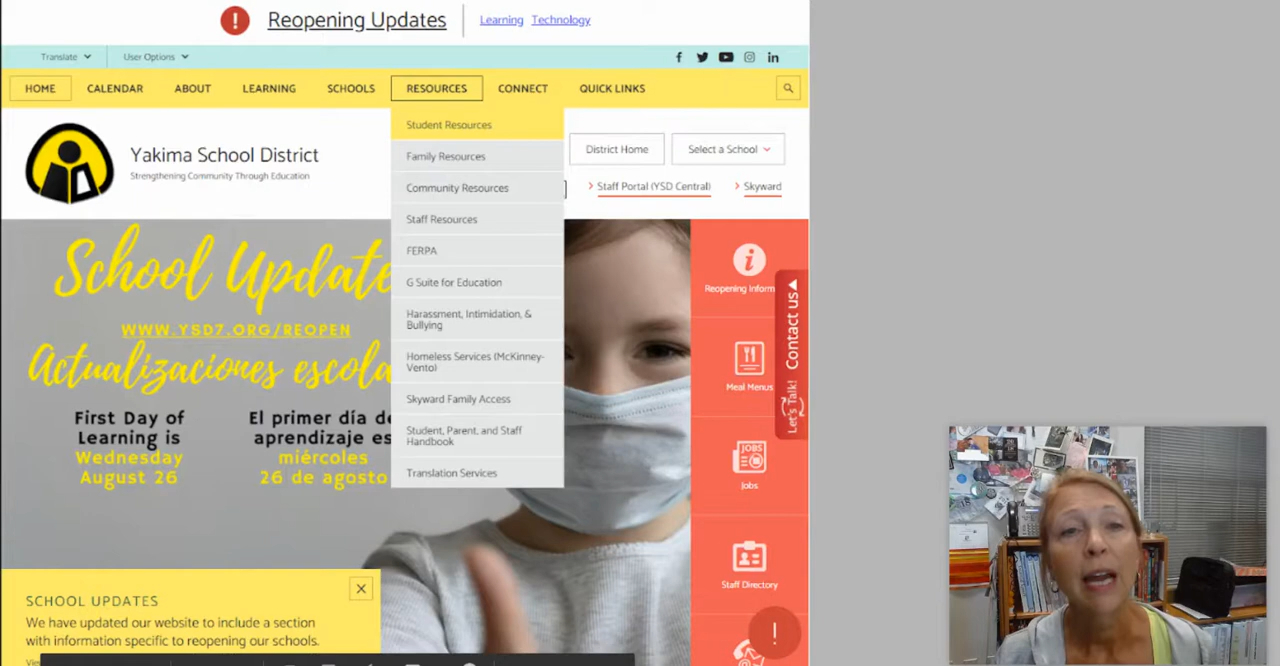 Reopening Updates
Learning Technology
Translate User Options
HOME CALENDAR ABOUT LEARNING SCHOOLS RESOURCES CONNECT QUICK LINKS
Student Resources
Family Resources
Community Resources
Staff Resources
FERPA
G Suite for Education
Harassment, Intimidation, &
Bullying
Homeless Services (McKinney-
Vento)
Skyward Family Access
Student, Parent, and Staff
Handbook
Translation Services
Yakima School District
Strengthening Community Through Education
District Home Select a School
Staff Portal (YSD Central) Skyward
School Update
WWW.YSD7.ORG/REOPEN
Actualizaciones escola
First Day of
Learning is
Wednesday
August 26
El primer día de
aprendizaje es
miércoles
26 de agosto
Reopening Inform
Meal Menus
JOBS
Jobs
Staff Directory
Contact us
Let's Talk!
SCHOOL UPDATES
We have updated our website to include a section
with information specific to reopening our schools.